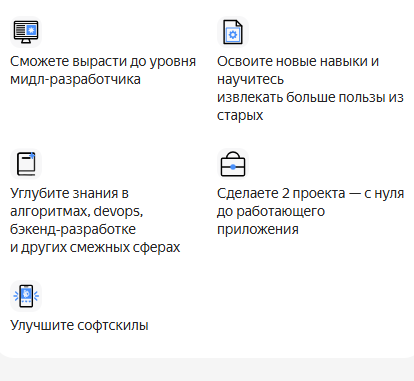 Сможете вырасти до уровня
мидл-разработчика
Освоите новые навыки и
научитесь
извлекать больше пользы из
старых
Углубите знания в
алгоритмах, devops,
бэкенд-разработке
и других смежных сферах
Сделаете 2 проекта — с нуля
до работающего
приложения
Улучшите софтскилы